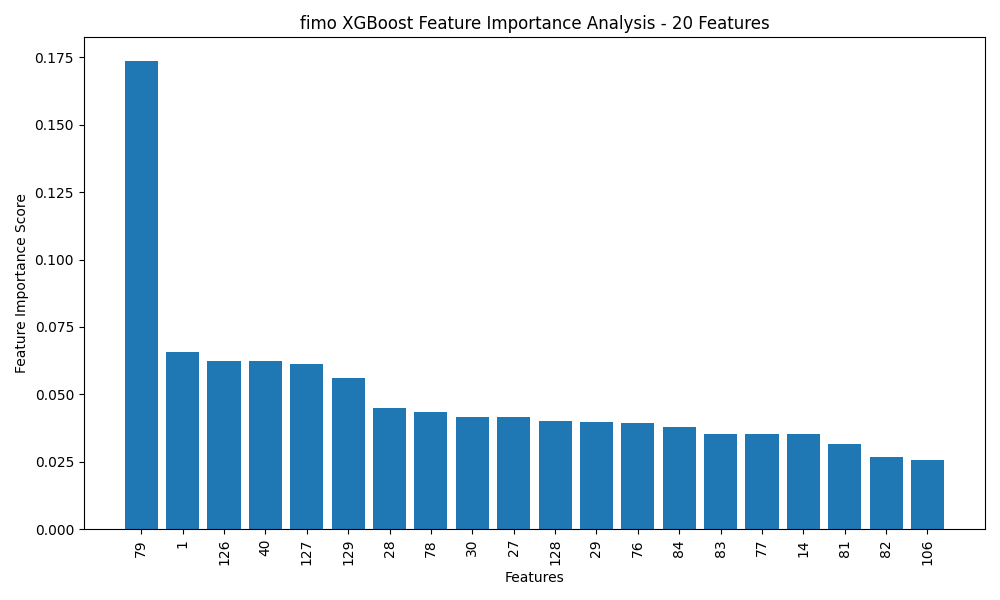 fimo XGBoost Feature Importance Analysis - 20 Features
Feature Importance Score
0.175
0.150
0.125
0.100
0.075
0.050
0.025
0.000
79 1 126 40 127 129 28 78 30 27 128 29 76 84 83 77 14 81 82 106
Features